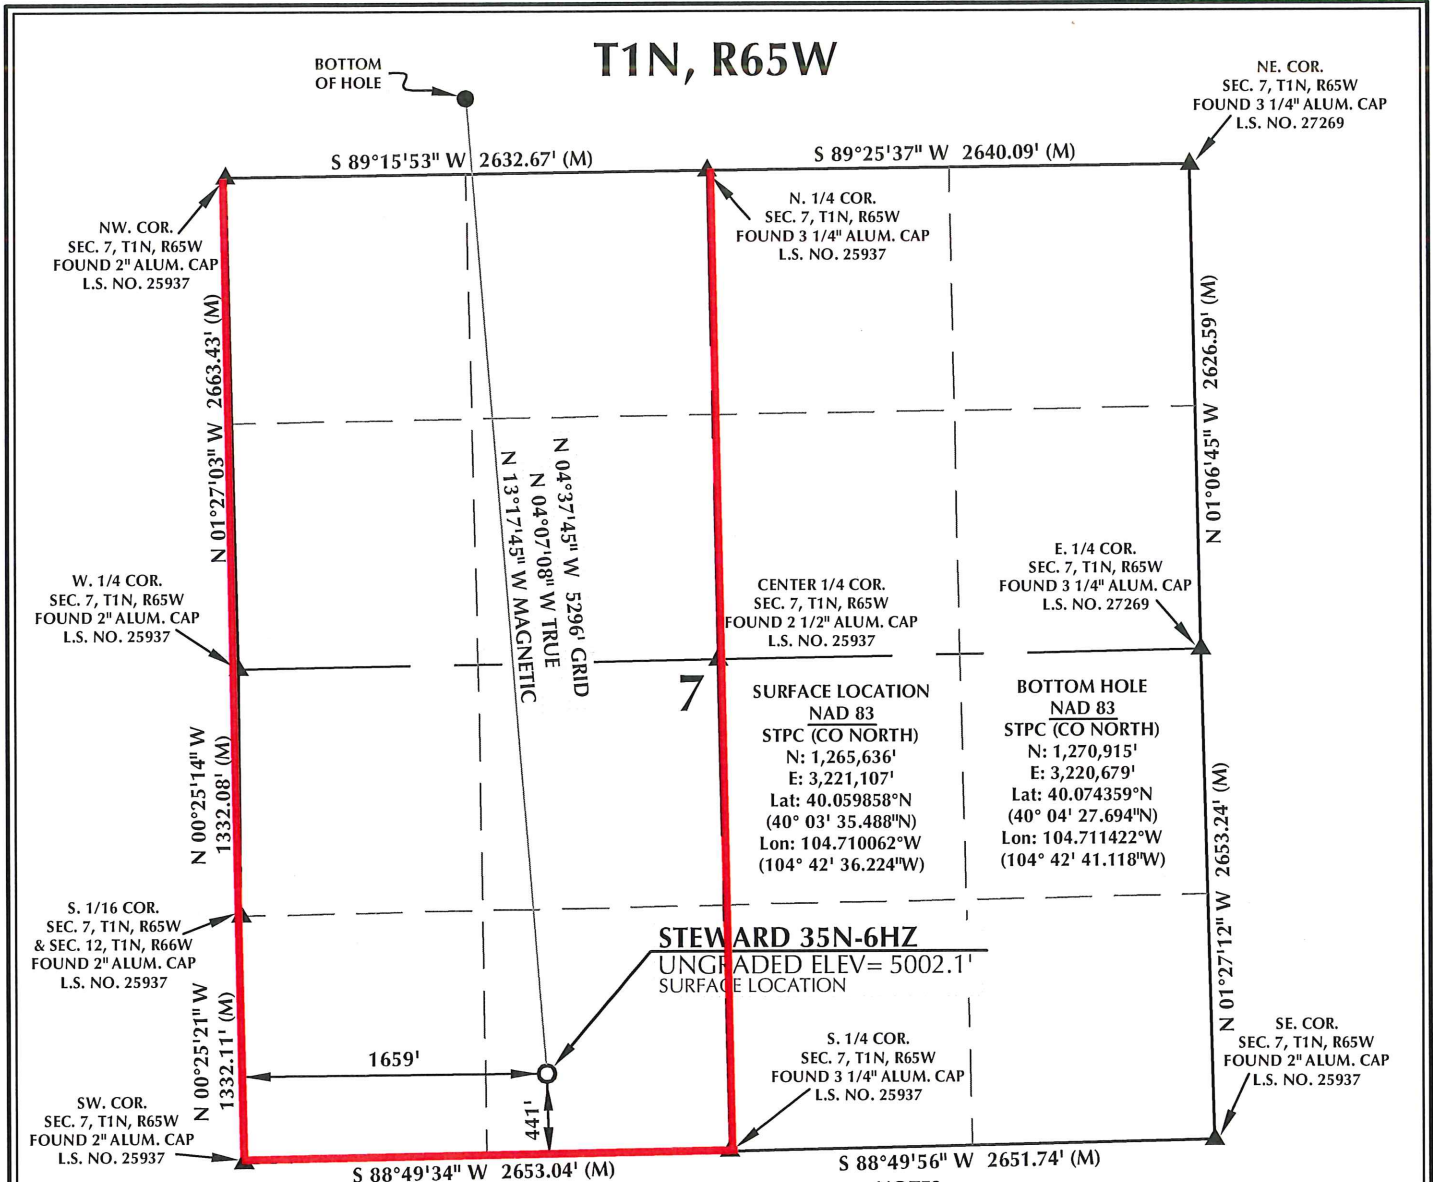 T1N, R65W
BOTTOM
OF HOLE
NE. COR.
SEC. 7, T1N, R65W
FOUND 3 1/4" ALUM. CAP
L.S. NO. 27269
S 89°15'53" W 2632.67' (M)
S 89°25'37" W 2640.09' (M)
NW. COR.
SEC. 7, T1N, R65W
FOUND 2" ALUM. CAP
L.S. NO. 25937
N. 1/4 COR.
SEC. 7, T1N, R65W
FOUND 3 1/4" ALUM. CAP
L.S. NO. 25937
N 01°27'03" W 2663.43' (M)
N 01°06'45" W 2626.59' (M)
N 04°37'45" W 5296' GRID
N 04°07'08" W TRUE
N 13°17'45" W MAGNETIC
W. 1/4 COR.
SEC. 7, T1N, R65W
FOUND 2" ALUM. CAP
L.S. NO. 25937
CENTER 1/4 COR.
SEC. 7, T1N, R65W
FOUND 2 1/2" ALUM. CAP
L.S. NO. 25937
E. 1/4 COR.
SEC. 7, T1N, R65W
FOUND 3 1/4" ALUM. CAP
L.S. NO. 27269
7
SURFACE LOCATION
NAD 83
STPC (CO NORTH)
N: 1,265,636'
E: 3,221,107'
Lat: 40.059858°N
(40° 03' 35.488"N)
Lon: 104.710062°W
(104° 42' 36.224"W)
BOTTOM HOLE
NAD 83
STPC (CO NORTH)
N: 1,270,915'
E: 3,220,679'
Lat: 40.074359°N
(40° 04' 27.694"N)
Lon: 104.711422°W
(104° 42' 41.118"W)
N 00°25'14" W
1332.08' (M)
N 01°27'12" W 2653.24' (M)
S. 1/16 COR.
SEC. 7, T1N, R65W
& SEC. 12, T1N, R66W
FOUND 2" ALUM. CAP
L.S. NO. 25937
STEWARD 35N-6HZ
UNGRADED ELEV= 5002.1'
SURFACE LOCATION
N 00°25'21" W
1332.11' (M)
1659'
441'
S. 1/4 COR.
SEC. 7, T1N, R65W
FOUND 3 1/4" ALUM. CAP
L.S. NO. 25937
SE. COR.
SEC. 7, T1N, R65W
FOUND 2" ALUM. CAP
L.S. NO. 25937
SW. COR.
SEC. 7, T1N, R65W
FOUND 2" ALUM. CAP
L.S. NO. 25937
S 88°49'34" W 2653.04' (M)
S 88°49'56" W 2651.74' (M)